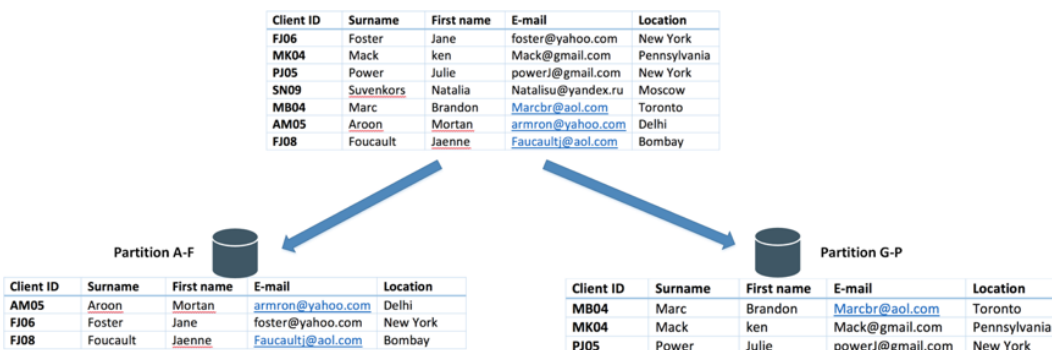 Client ID Surname First name E-mail Location
FJ06 Foster Jane foster@yahoo.com New York
MK04 Mack ken Mack@gmail.com Pennsylvania
PJ05 Power Julie powerJ@gmail.com New York
SN09 Suvenkors Natalia Natalisu@yandex.ru Moscow
MB04 Marc Brandon Marcbr@aol.com Toronto
AM05 Aroon Mortan armron@yahoo.com Delhi
FJ08 Foucault Jaenne Faucaultj@aol.com Bombay
Partition A-F
Client ID Surname First name E-mail Location
AM05 Aroon Mortan armron@yahoo.com Delhi
FJ06 Foster Jane foster@yahoo.com New York
FJ08 Foucault Jaenne Faucaultj@aol.com Bombay
Partition G-P
Client ID Surname First name E-mail Location
MB04 Marc Brandon Marcbr@aol.com Toronto
MK04 Mack ken Mack@gmail.com Pennsylvania
PJ05 Power Julie powerJ@gmail.com New York